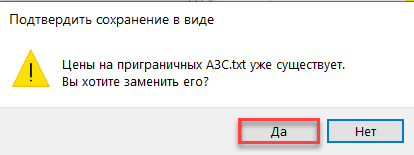 Подтвердить сохранение в виде
Цены на приграничных АЗС.txt уже существует.
Вы хотите заменить его?
Да
Нет